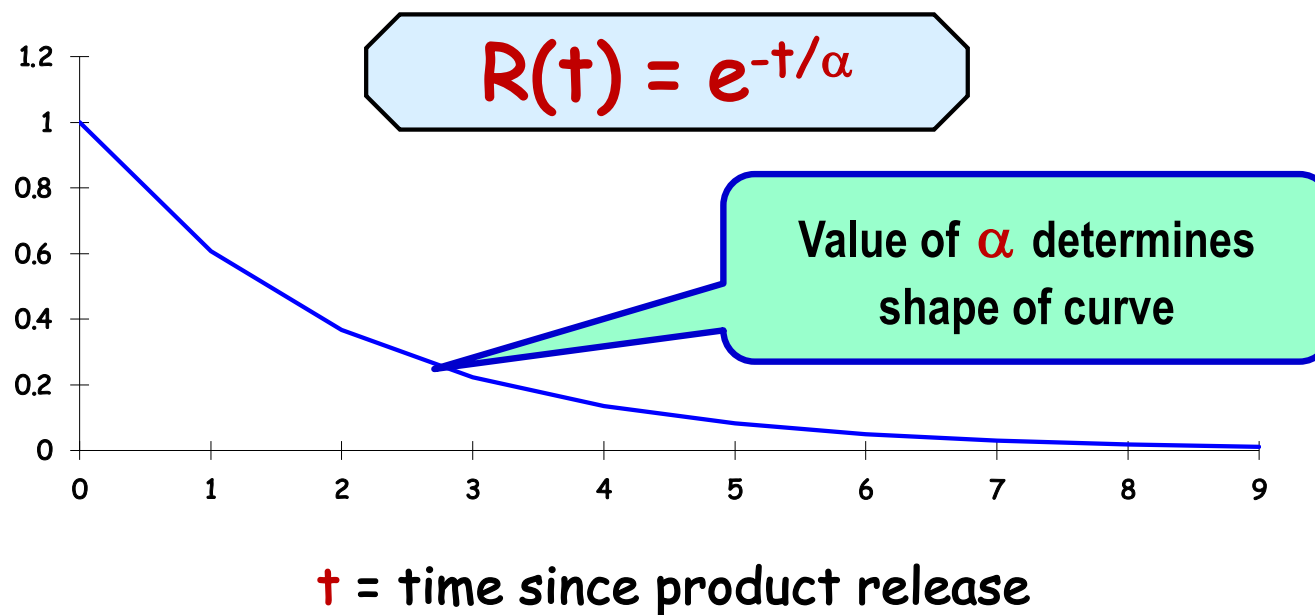 R(t) = e^-t/α
1.2
1
0.8
0.6
0.4
0.2
0
Value of α determines
shape of curve
0 1 2 3 4 5 6 7 8 9
t = time since product release